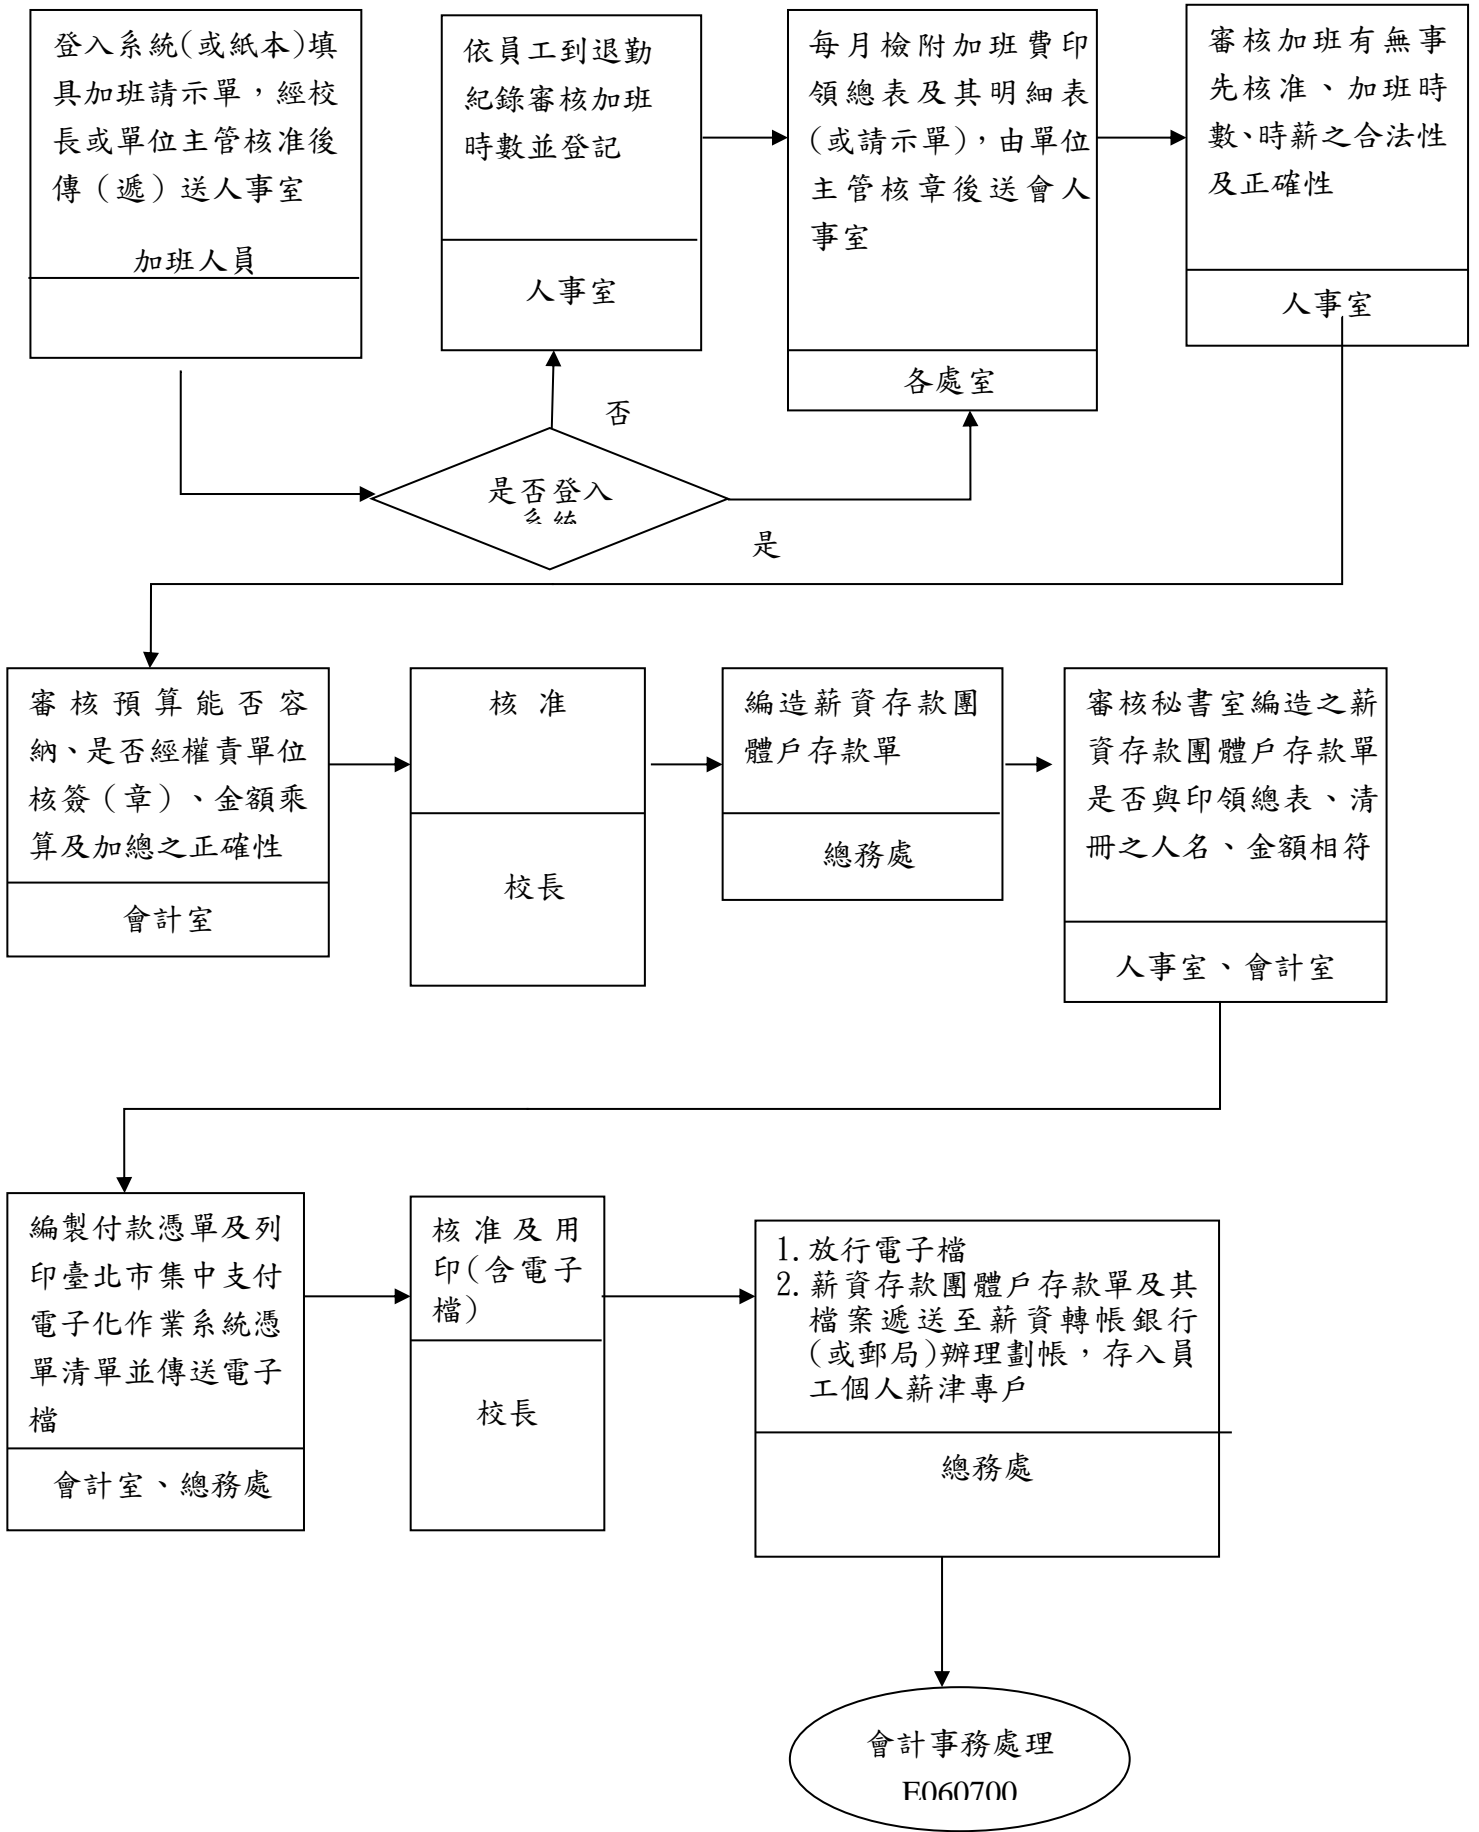 登入系統(或紙本)填
具加班請示單，經校
長或單位主管核准後
傳（遞）送人事室
加班人員
依員工到退勤
紀錄審核加班
時數並登記
人事室
每月檢附加班費印
領總表及其明細表
(或請示單)，由單位
主管核章後送會人
事室
各處室
審核加班有無事
先核准、加班時
數、時薪之合法性
及正確性
人事室
否
是否登入
系統
是
審核預算能否容
納、是否經權責單位
核簽（章）、金額乘
算及加總之正確性
會計室
核准
校長
編造薪資存款團
體戶存款單
總務處
審核秘書室編造之薪
資存款團體戶存款單
是否與印領總表、清
冊之人名、金額相符
人事室、會計室
編製付款憑單及列
印臺北市集中支付
電子化作業系統憑
單清單並傳送電子
檔
會計室、總務處
核准及用
印(含電子
檔)
校長
1.放行電子檔
2.薪資存款團體戶存款單及其
檔案遞送至薪資轉帳銀行
(或郵局)辦理劃帳，存入員
工個人薪津專戶
總務處
會計事務處理
E060700